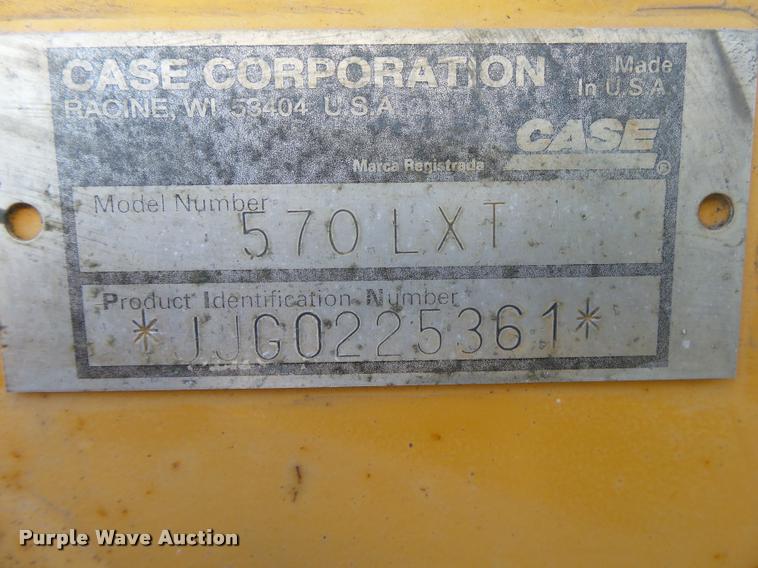 CASE CORPORATION
RACINE, WI 53404 U.S.A.
Made
In U.S.A.
CASE
Marca Registrada
®
Model Number
570 LXT
Product Identification Number
*JJG0225361*
Purple Wave Auction